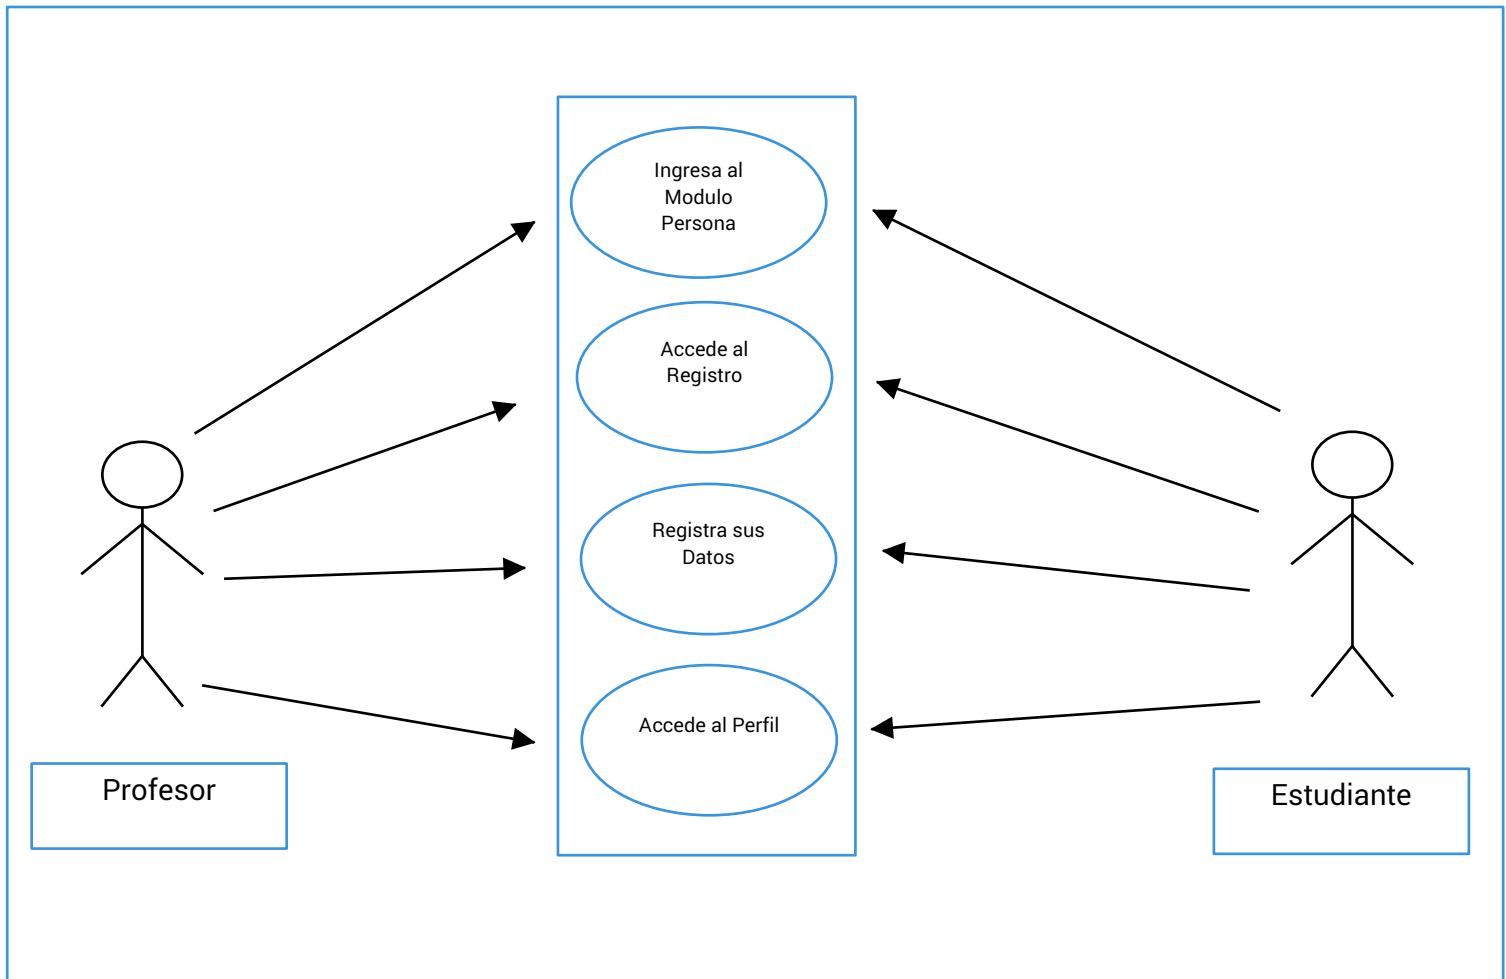 Ingresa al
Modulo
Persona
Accede al
Registro
Registra sus
Datos
Accede al Perfil
Profesor
Estudiante